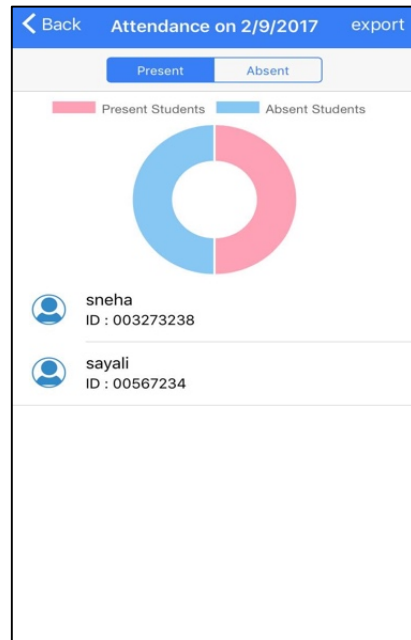 Back Attendance on 2/9/2017 export
Present Absent
Present Students Absent Students
sneha
ID : 003273238
sayali
ID : 00567234